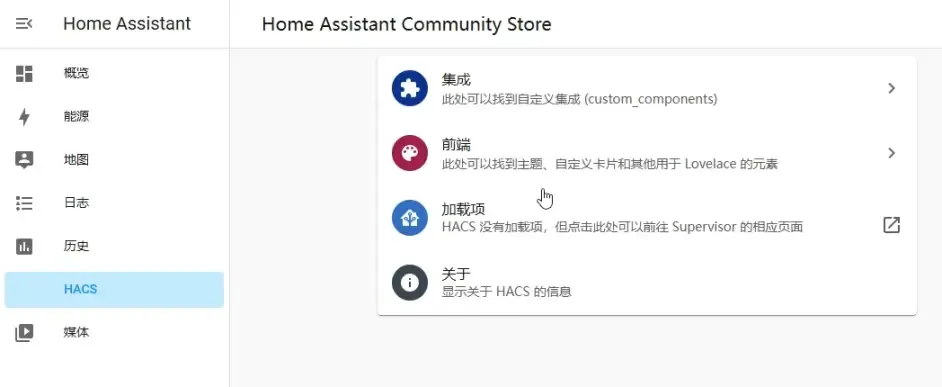 Home Assistant
Home Assistant Community Store
概览
能源
地图
日志
历史
HACS
媒体
集成
此处可以找到自定义集成 (custom_components)
前端
此处可以找到主题、自定义卡片和其他用于 Lovelace 的元素
加载项
HACS 没有加载项，但点击此处可以前往 Supervisor 的相应页面
关于
显示关于 HACS 的信息